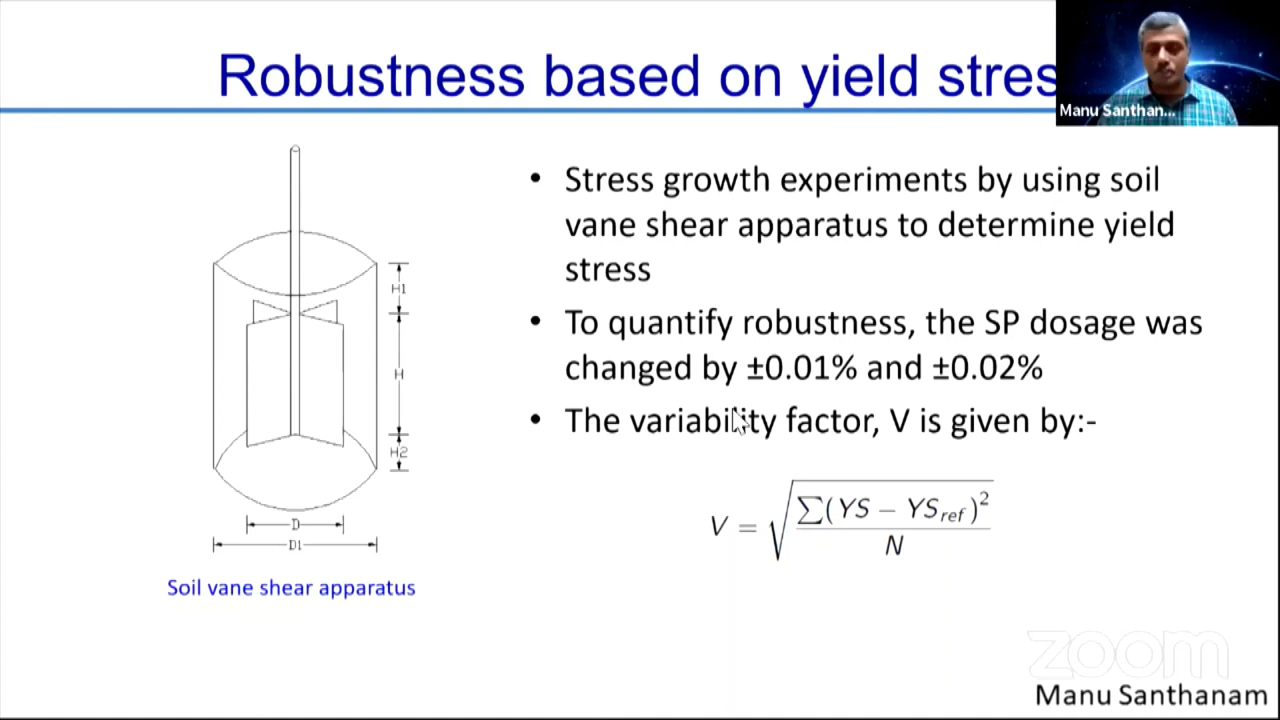 Robustness based on yield stres
Manu Santhan...
Stress growth experiments by using soil
vane shear apparatus to determine yield
stress
To quantify robustness, the SP dosage was
changed by ±0.01% and ±0.02%
The variability factor, V is given by:-
V = √(∑(YS − YSref)² / N)
H1
H
H2
D
D1
Soil vane shear apparatus
zoom
Manu Santhanam